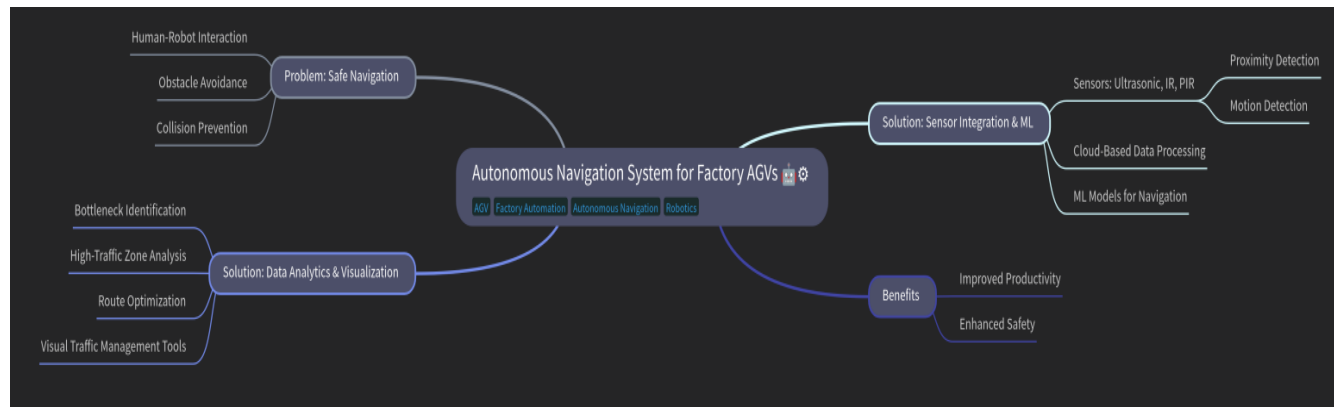 Autonomous Navigation System for Factory AGVs 🤖⚙
AGV Factory Automation Autonomous Navigation Robotics
Problem: Safe Navigation
Human-Robot Interaction
Obstacle Avoidance
Collision Prevention
Solution: Data Analytics & Visualization
Bottleneck Identification
High-Traffic Zone Analysis
Route Optimization
Visual Traffic Management Tools
Solution: Sensor Integration & ML
Sensors: Ultrasonic, IR, PIR
Proximity Detection
Motion Detection
Cloud-Based Data Processing
ML Models for Navigation
Benefits
Improved Productivity
Enhanced Safety